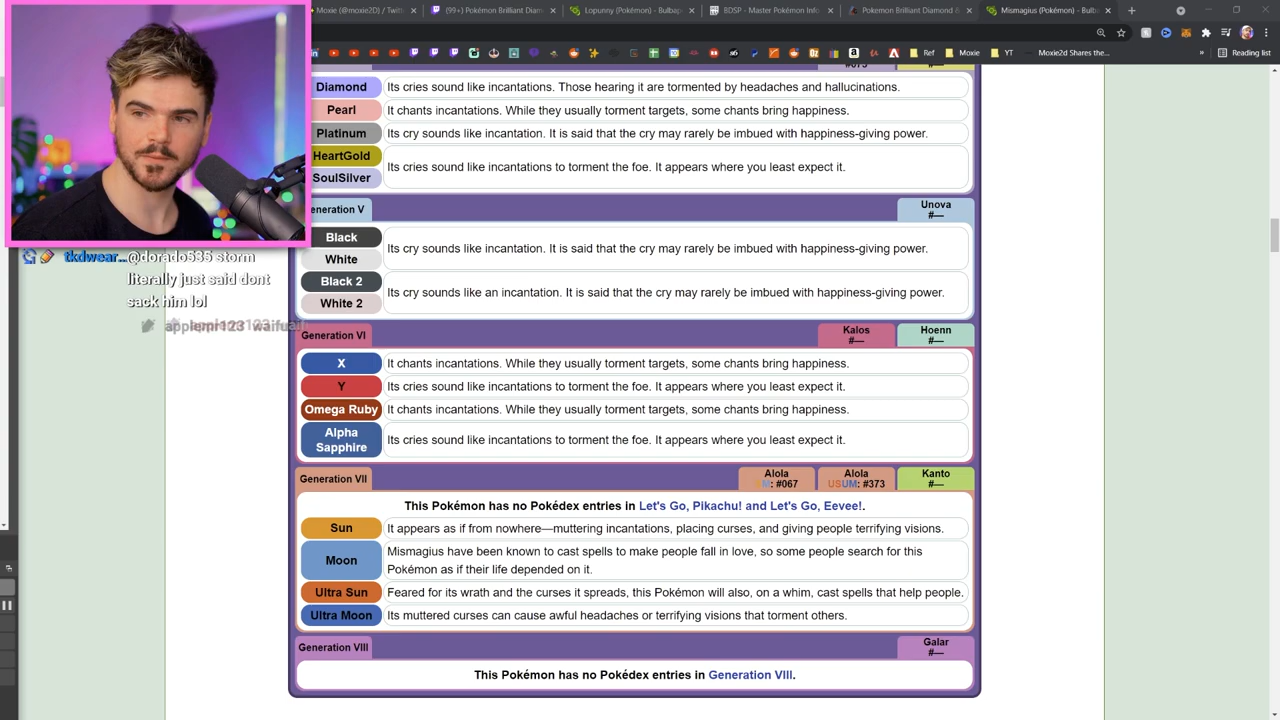 Moxie (@moxie2D) / Twitt
(99+) Pokémon Brilliant Diam
Lopunny (Pokémon) - Bulbap
BDSP - Master Pokémon Info
Pokemon Brilliant Diamond &
Mismagius (Pokémon) - Bulb
Ref
Moxie
YT
Moxie2d Shares the...
»
Reading list
#—
Diamond
Its cries sound like incantations. Those hearing it are tormented by headaches and hallucinations.
Pearl
It chants incantations. While they usually torment targets, some chants bring happiness.
Platinum
Its cry sounds like incantation. It is said that the cry may rarely be imbued with happiness-giving power.
HeartGold
SoulSilver
Its cries sound like incantations to torment the foe. It appears where you least expect it.
eneration V
Unova
#—
Black
White
Its cry sounds like incantation. It is said that the cry may rarely be imbued with happiness-giving power.
Black 2
White 2
Its cry sounds like an incantation. It is said that the cry may rarely be imbued with happiness-giving power.
Generation VI
Kalos
#—
Hoenn
#—
X
It chants incantations. While they usually torment targets, some chants bring happiness.
Y
Its cries sound like incantations to torment the foe. It appears where you least expect it.
Omega Ruby
It chants incantations. While they usually torment targets, some chants bring happiness.
Alpha
Sapphire
Its cries sound like incantations to torment the foe. It appears where you least expect it.
Generation VII
Alola
SM: #067
Alola
USUM: #373
Kanto
#—
This Pokémon has no Pokédex entries in Let's Go, Pikachu! and Let's Go, Eevee!.
Sun
It appears as if from nowhere—muttering incantations, placing curses, and giving people terrifying visions.
Moon
Mismagius have been known to cast spells to make people fall in love, so some people search for this
Pokémon as if their life depended on it.
Ultra Sun
Feared for its wrath and the curses it spreads, this Pokémon will also, on a whim, cast spells that help people.
Ultra Moon
Its muttered curses can cause awful headaches or terrifying visions that torment others.
Generation VIII
Galar
#—
This Pokémon has no Pokédex entries in Generation VIII.
tkdwear... @dorado535 storm
literally just said dont
sack him lol